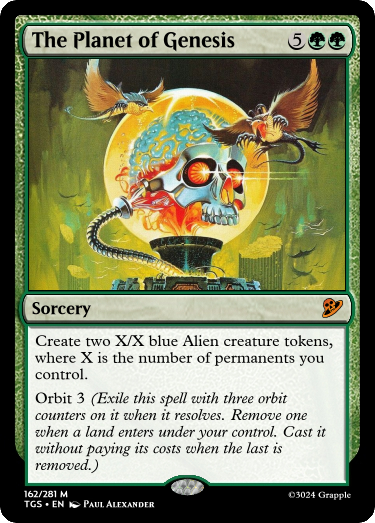 The Planet of Genesis 5
Sorcery
Create two X/X blue Alien creature tokens,
where X is the number of permanents you
control.
Orbit 3 (Exile this spell with three orbit
counters on it when it resolves. Remove one
when a land enters under your control. Cast it
without paying its costs when the last is
removed.)
162/281 M
TGS • EN Paul Alexander
©3024 Grapple